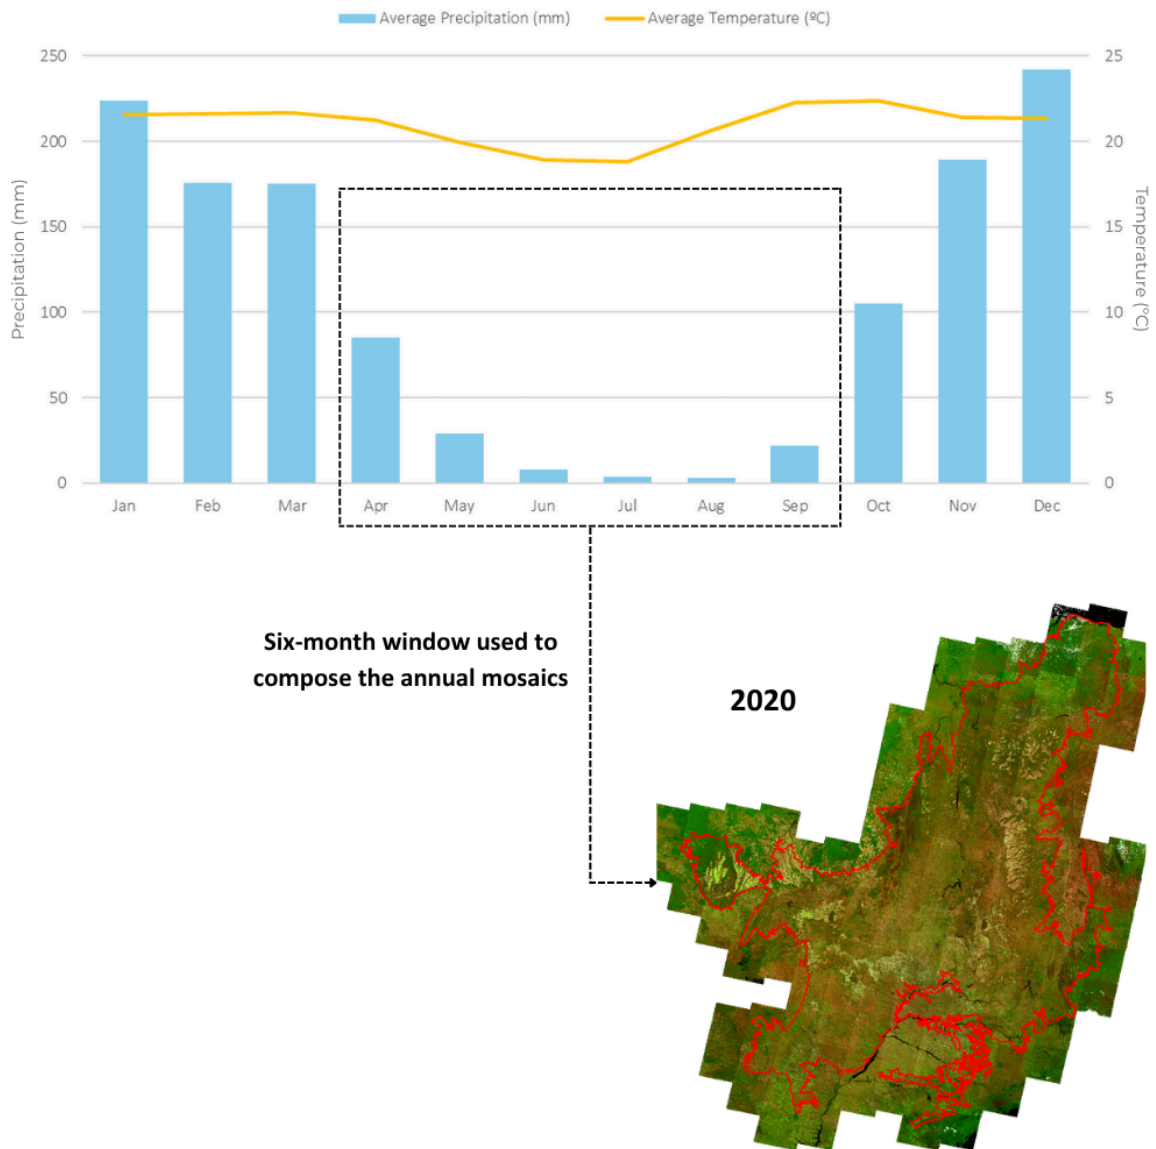 Average Precipitation (mm) Average Temperature (ºC)
250 25
200 20
150 15
100 10
50 5
0 0
Precipitation (mm)
Temperature (°C)
Jan Feb Mar Apr May Jun Jul Aug Sep Oct Nov Dec
Six-month window used to
compose the annual mosaics
2020